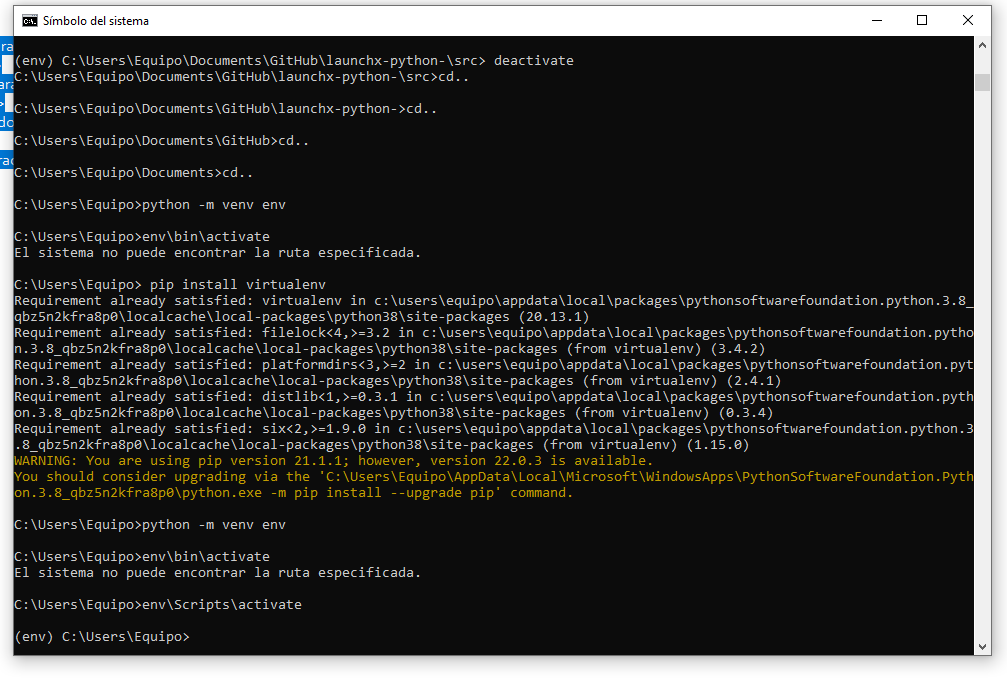 Símbolo del sistema
(env) C:\Users\Equipo\Documents\GitHub\launchx-python-\src> deactivate
C:\Users\Equipo\Documents\GitHub\launchx-python-\src>cd..
C:\Users\Equipo\Documents\GitHub\launchx-python->cd..
C:\Users\Equipo\Documents\GitHub>cd..
C:\Users\Equipo\Documents>cd..
C:\Users\Equipo>python -m venv env
C:\Users\Equipo>env\bin\activate
El sistema no puede encontrar la ruta especificada.
C:\Users\Equipo> pip install virtualenv
Requirement already satisfied: virtualenv in c:\users\equipo\appdata\local\packages\pythonsoftwarefoundation.python.3.8_
qbz5n2kfra8p0\localcache\local-packages\python38\site-packages (20.13.1)
Requirement already satisfied: filelock<4,>=3.2 in c:\users\equipo\appdata\local\packages\pythonsoftwarefoundation.pytho
n.3.8_qbz5n2kfra8p0\localcache\local-packages\python38\site-packages (from virtualenv) (3.4.2)
Requirement already satisfied: platformdirs<3,>=2 in c:\users\equipo\appdata\local\packages\pythonsoftwarefoundation.pyt
hon.3.8_qbz5n2kfra8p0\localcache\local-packages\python38\site-packages (from virtualenv) (2.4.1)
Requirement already satisfied: distlib<1,>=0.3.1 in c:\users\equipo\appdata\local\packages\pythonsoftwarefoundation.pyth
on.3.8_qbz5n2kfra8p0\localcache\local-packages\python38\site-packages (from virtualenv) (0.3.4)
Requirement already satisfied: six<2,>=1.9.0 in c:\users\equipo\appdata\local\packages\pythonsoftwarefoundation.python.3
.8_qbz5n2kfra8p0\localcache\local-packages\python38\site-packages (from virtualenv) (1.15.0)
WARNING: You are using pip version 21.1.1; however, version 22.0.3 is available.
You should consider upgrading via the 'C:\Users\Equipo\AppData\Local\Microsoft\WindowsApps\PythonSoftwareFoundation.Pyth
on.3.8_qbz5n2kfra8p0\python.exe -m pip install --upgrade pip' command.
C:\Users\Equipo>python -m venv env
C:\Users\Equipo>env\bin\activate
El sistema no puede encontrar la ruta especificada.
C:\Users\Equipo>env\Scripts\activate
(env) C:\Users\Equipo>